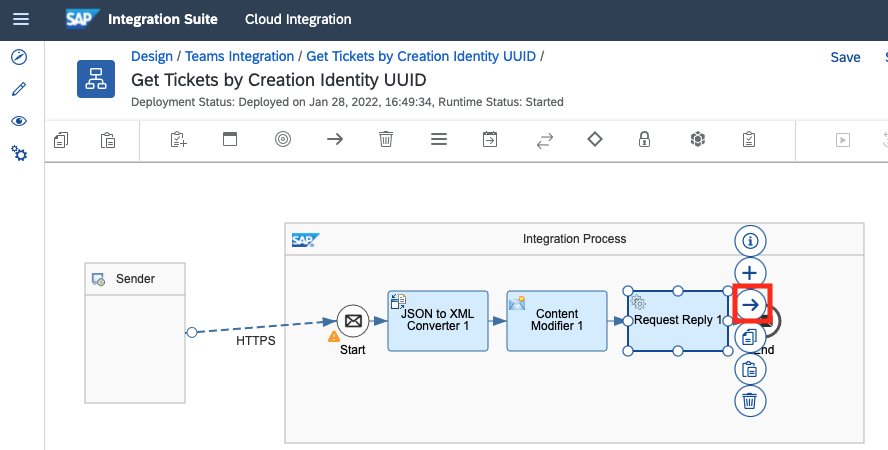 SAP Integration Suite Cloud Integration
Design / Teams Integration / Get Tickets by Creation Identity UUID /
Save
Get Tickets by Creation Identity UUID
Deployment Status: Deployed on Jan 28, 2022, 16:49:34, Runtime Status: Started
SAP
Integration Process
Sender
HTTPS
Start
JSON to XML
Converter 1
Content
Modifier 1
Request Reply 1
End